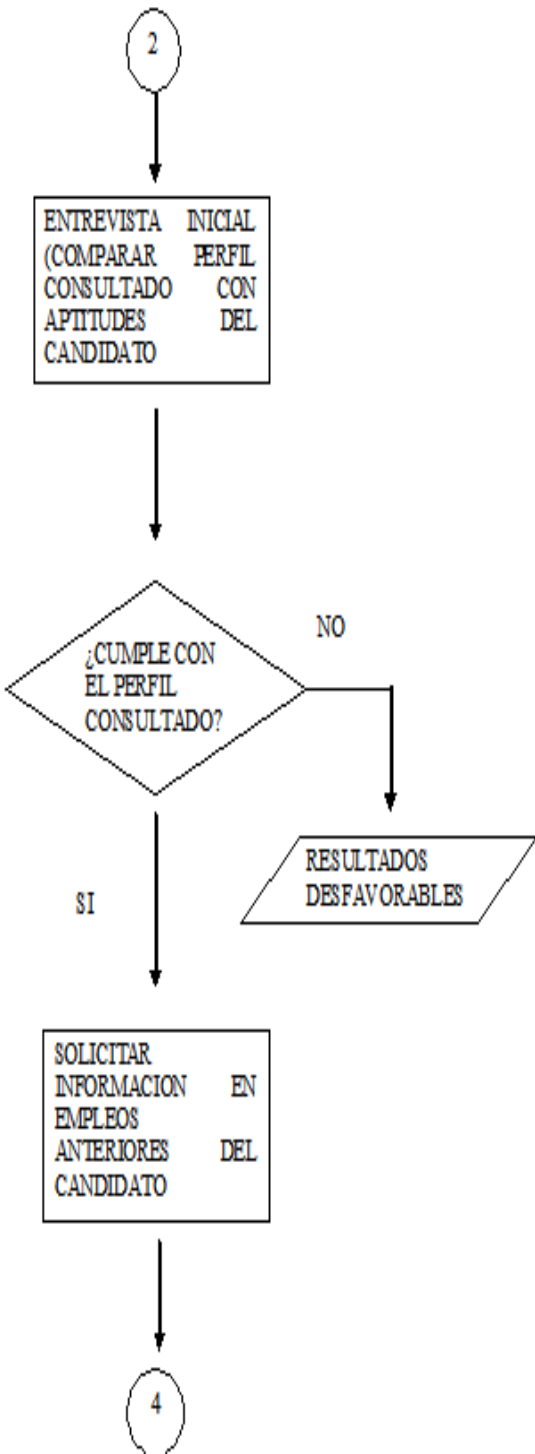 2
ENTREVISTA INICIAL
(COMPARAR PERFIL
CONSULTADO CON
APTITUDES DEL
CANDIDATO
¿CUMPLE CON
EL PERFIL
CONSULTADO?
NO
RESULTADOS
DESFAVORABLES
SI
SOLICITAR
INFORMACION EN
EMPLEOS
ANTERIORES DEL
CANDIDATO
4